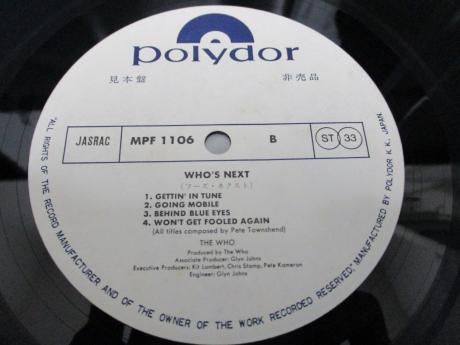 polydor
見本盤 非売品
JASRAC MPF 1106 B ST 33
WHO'S NEXT
(フーズ・ネクスト)
1. GETTIN' IN TUNE
2. GOING MOBILE
3. BEHIND BLUE EYES
4. WON'T GET FOOLED AGAIN
(All titles composed by Pete Townshend)
THE WHO
Produced by The Who
Associate Producer: Glyn Johns
Executive Producers: Kit Lambert, Chris Stamp, Pete Kameron
Engineer: Glyn Johns
"ALL RIGHTS OF THE RECORD MANUFACTURER AND OF THE OWNER OF THE WORK RECORDED RESERVED: MANUFACTURED BY POLYDOR K.K. JAPAN.